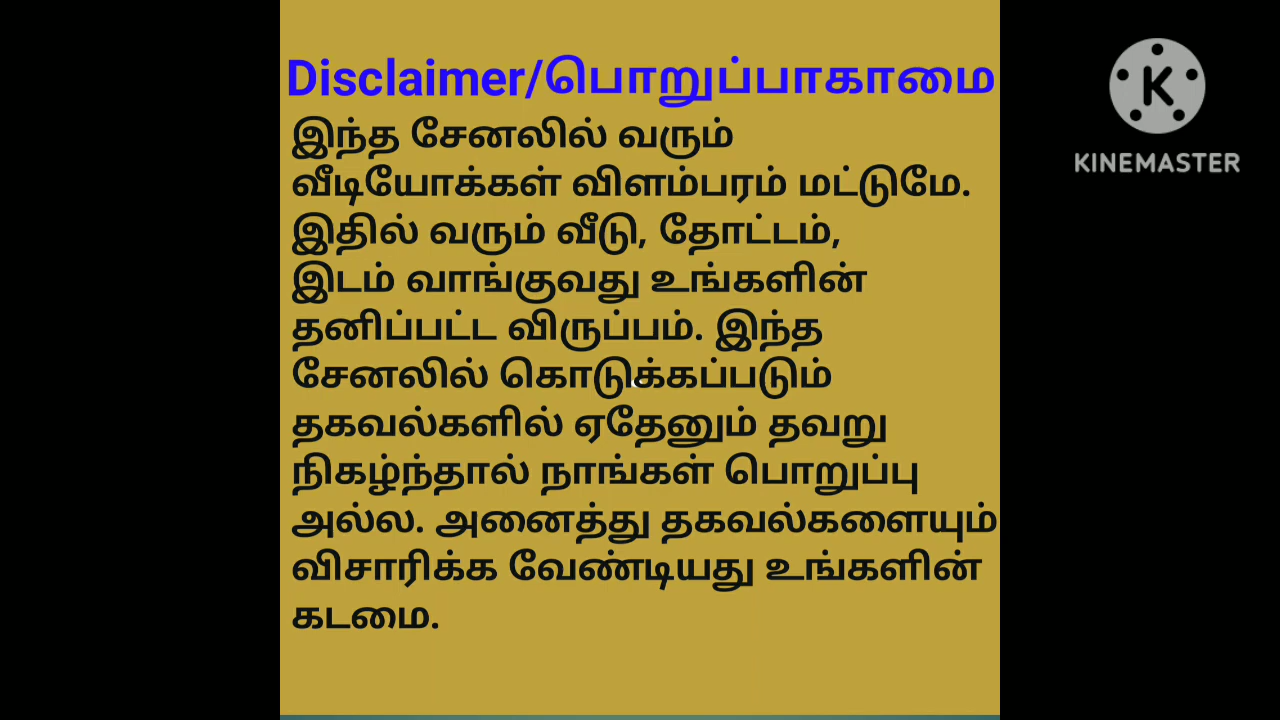 Disclaimer/பொறுப்பாகாமை
இந்த சேனலில் வரும்
வீடியோக்கள் விளம்பரம் மட்டுமே.
இதில் வரும் வீடு, தோட்டம்,
இடம் வாங்குவது உங்களின்
தனிப்பட்ட விருப்பம். இந்த
சேனலில் கொடுக்கப்படும்
தகவல்களில் ஏதேனும் தவறு
நிகழ்ந்தால் நாங்கள் பொறுப்பு
அல்ல. அனைத்து தகவல்களையும்
விசாரிக்க வேண்டியது உங்களின்
கடமை.
K
KINEMASTER